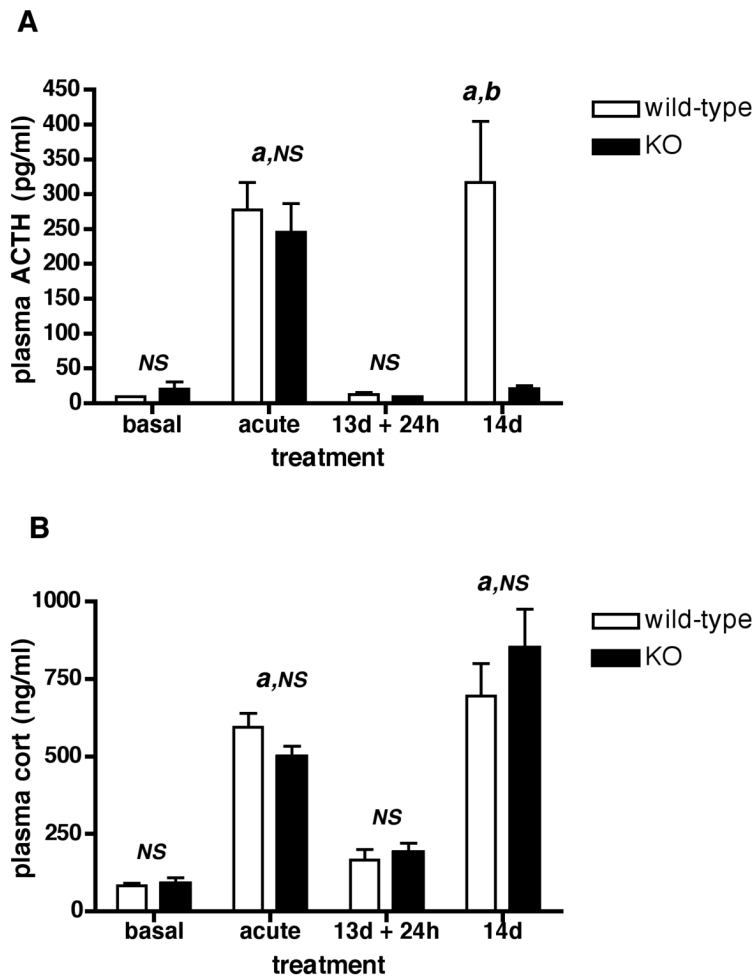 A
plasma ACTH (pg/ml)
450
400
350
300
250
200
150
100
50
0
NS
a,NS
NS
a,b
basal
acute
13d + 24h
14d
treatment
wild-type
KO
B
plasma cort (ng/ml)
1000
750
500
250
0
NS
a,NS
NS
a,NS
basal
acute
13d + 24h
14d
treatment
wild-type
KO